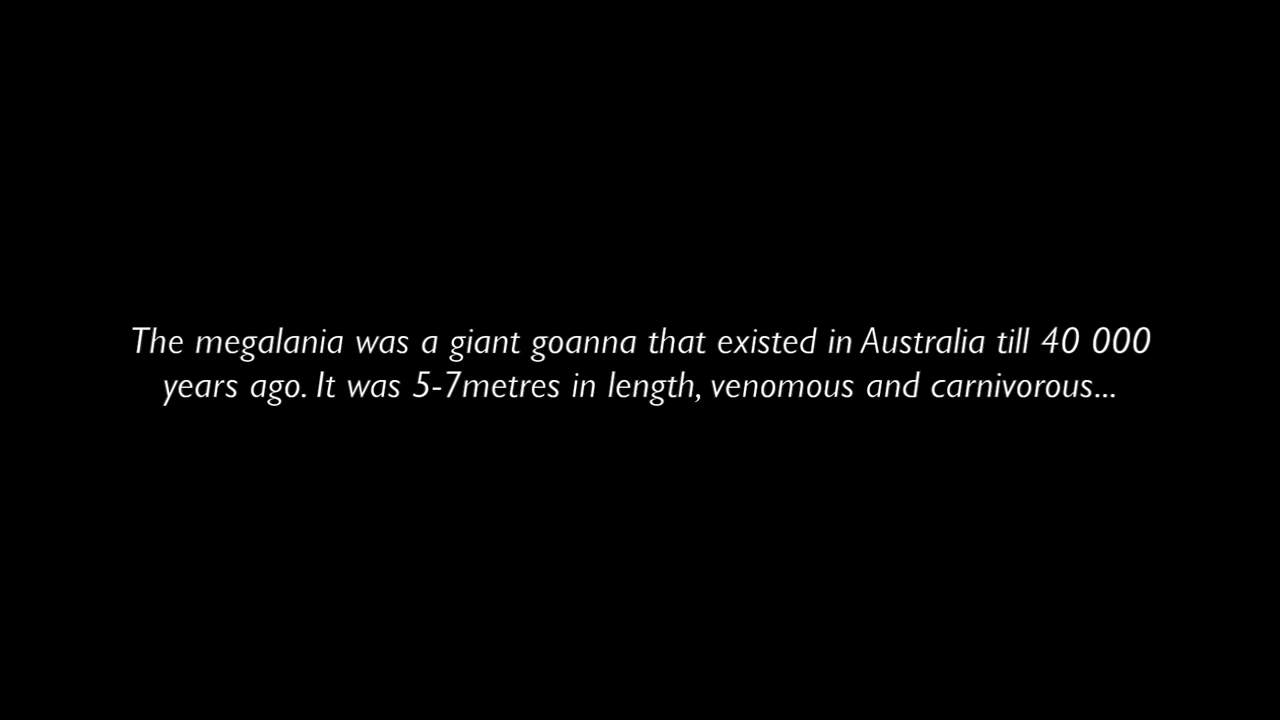 The megalania was a giant goanna that existed in Australia till 40 000
years ago. It was 5-7metres in length, venomous and carnivorous...